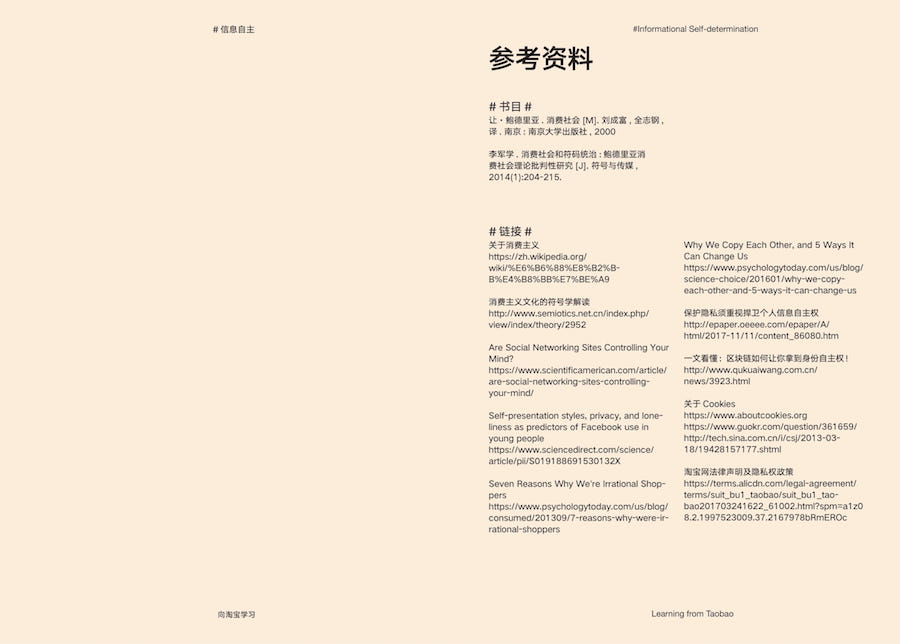 # 信息自主
#Informational Self-determination
参考资料
# 书目 #
让·鲍德里亚 . 消费社会 [M]. 刘成富 , 全志钢 ,
译 . 南京 : 南京大学出版社 , 2000
李军学 . 消费社会和符码统治 : 鲍德里亚消
费社会理论批判性研究 [J]. 符号与传媒 ,
2014(1):204-215.
# 链接 #
关于消费主义
https://zh.wikipedia.org/
wiki/%E6%B6%88%E8%B2%B-
B%E4%B8%BB%E7%BE%A9
消费主义文化的符号学解读
http://www.semiotics.net.cn/index.php/
view/index/theory/2952
Are Social Networking Sites Controlling Your
Mind?
https://www.scientificamerican.com/article/
are-social-networking-sites-controlling-
your-mind/
Self-presentation styles, privacy, and lone-
liness as predictors of Facebook use in
young people
https://www.sciencedirect.com/science/
article/pii/S019188691530132X
Seven Reasons Why We're Irrational Shop-
pers
https://www.psychologytoday.com/us/blog/
consumed/201309/7-reasons-why-were-ir-
rational-shoppers
Why We Copy Each Other, and 5 Ways It
Can Change Us
https://www.psychologytoday.com/us/blog/
science-choice/201601/why-we-copy-
each-other-and-5-ways-it-can-change-us
保护隐私须重视捍卫个人信息自主权
http://epaper.oeeee.com/epaper/A/
html/2017-11/11/content_86080.htm
一文看懂：区块链如何让你拿到身份自主权！
http://www.qukuaiwang.com.cn/
news/3923.html
关于 Cookies
https://www.aboutcookies.org
https://www.guokr.com/question/361659/
http://tech.sina.com.cn/i/csj/2013-03-
18/19428157177.shtml
淘宝网法律声明及隐私权政策
https://terms.alicdn.com/legal-agreement/
terms/suit_bu1_taobao/suit_bu1_tao-
bao201703241622_61002.html?spm=a1z0
8.2.1997523009.37.2167978bRmEROc
向淘宝学习
Learning from Taobao